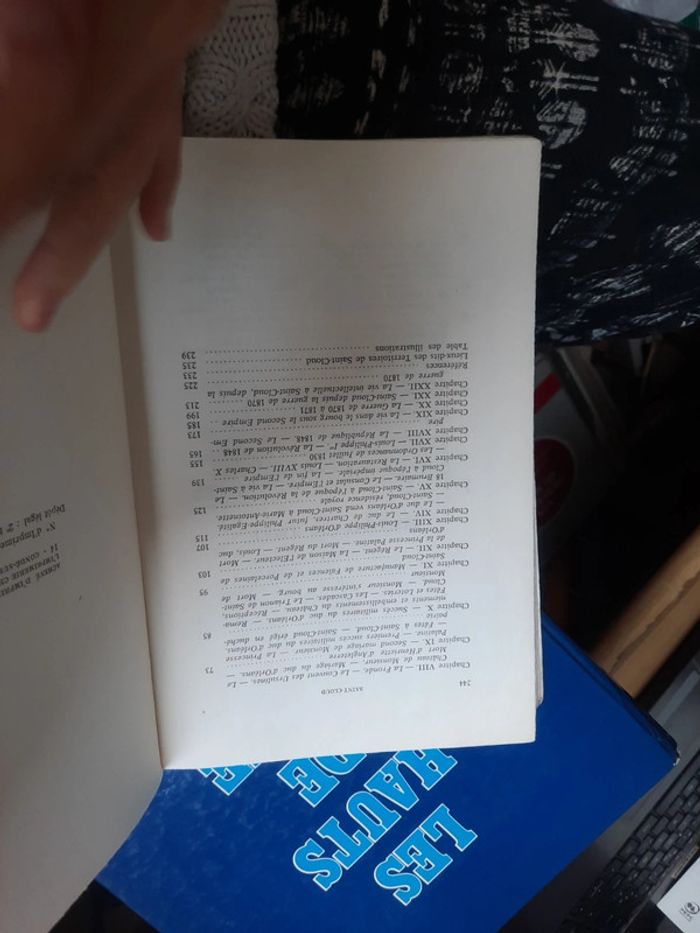 244
SAINT-CLOUD
Chapitre VIII. — La Fronde. — Le Couvent des Ursulines. — Le
Château de Monsieur. — Mariage du duc d'Orléans. —
Mort d'Henriette d'Angleterre 73
Chapitre IX. — Second mariage de Monsieur. — La Princesse
Palatine. — Premiers succès militaires du duc d'Orléans.
— Fêtes à Saint-Cloud. — Saint-Cloud érigé en duché-
pairie 85
Chapitre X. — Succès militaires du duc d'Orléans. — Rema-
niements et embellissements du Château. — Réceptions,
Fêtes et Loteries. — Les Cascades. — Le Trianon de Saint-
Cloud. — Monsieur s'intéresse au bourg. — Mort de
Monsieur 95
Chapitre XI. — Manufacture de Faïences et de Porcelaines de
Saint-Cloud 103
Chapitre XII. — Le Régent. — La Maison de l'Electeur. — Mort
de la Princesse Palatine. — Mort du Régent. — Louis, duc
d'Orléans 107
Chapitre XIII. — Louis-Philippe d'Orléans 115
Chapitre XIV. — Le duc de Chartres, futur Philippe-Egalité.
— Le duc d'Orléans vend Saint-Cloud à Marie-Antoinette.
— Saint-Cloud, résidence royale 125
Chapitre XV. — Saint-Cloud à l'époque de la Révolution. — Le
18 Brumaire. — Le Consulat et l'Empire. — La vie à Saint-
Cloud à l'époque impériale. — La fin de l'Empire 139
Chapitre XVI. — La Restauration. — Louis XVIII. — Charles X.
— Les Ordonnances de Juillet 1830 155
Chapitre XVII. — Louis-Philippe Ier. — La Révolution de 1848 165
Chapitre XVIII. — La République de 1848. — Le Second Em-
pire 173
Chapitre XIX. — La vie dans le bourg sous le Second Empire 185
Chapitre XX. — La Guerre de 1870 à 1871 199
Chapitre XXI. — Saint-Cloud depuis la guerre de 1870 213
Chapitre XXII. — La vie intellectuelle à Saint-Cloud, depuis la
guerre de 1870 225
Références 233
Lieux-dits des Territoires de Saint-Cloud 235
Table des illustrations 239
ACHEVÉ D'IMPRI
L'IMPRIMERIE CH
14 - CONDÉ-SUR
N° d'Imprime
Dépôt légal : 2e t
LES
HAUTS
DE